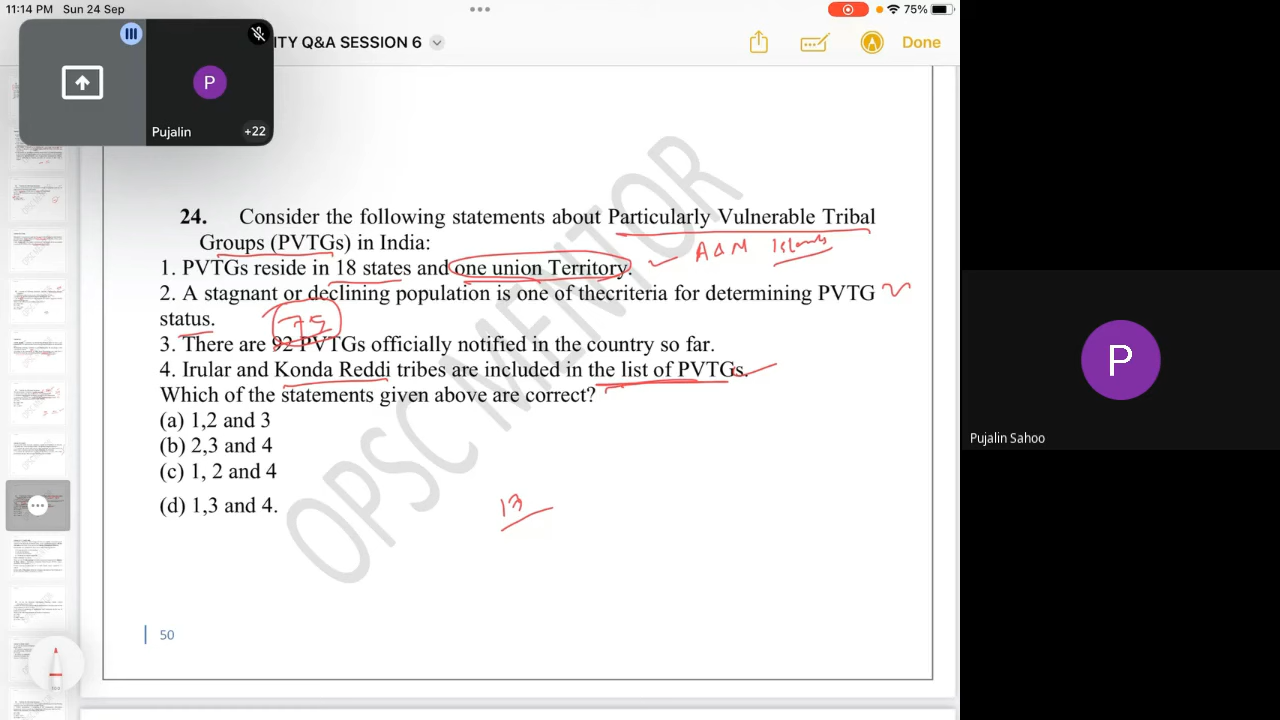 11:14 PM Sun 24 Sep
75%
ITY Q&A SESSION 6
Done
P
Pujalin
+22
24. Consider the following statements about Particularly Vulnerable Tribal
Groups (PVTGs) in India:
A&N Islands
1. PVTGs reside in 18 states and one union Territory.
2. A stagnant or declining population is one of thecriteria for determining PVTG
status.
75
3. There are 92 PVTGs officially notified in the country so far.
4. Irular and Konda Reddi tribes are included in the list of PVTGs.
Which of the statements given above are correct?
(a) 1,2 and 3
(b) 2,3 and 4
(c) 1, 2 and 4
(d) 1,3 and 4.
13
50
OPSC MENTOR
P
Pujalin Sahoo